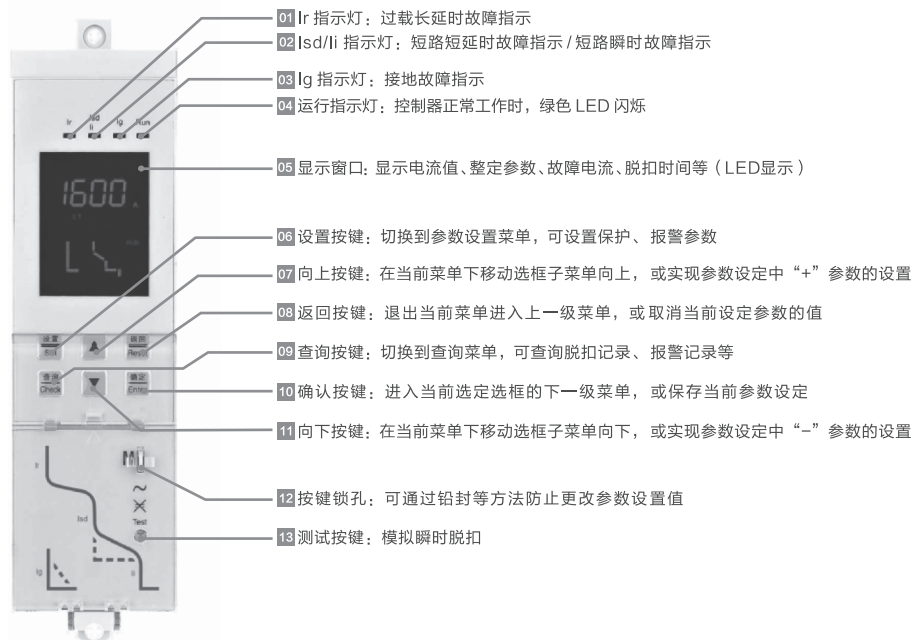 01 Ir 指示灯：过载长延时故障指示
02 Isd/Ii 指示灯：短路短延时故障指示/短路瞬时故障指示
03 Ig 指示灯：接地故障指示
04 运行指示灯：控制器正常工作时，绿色 LED 闪烁
Ir Isd Ig Run
Ii
05 显示窗口：显示电流值、整定参数、故障电流、脱扣时间等（LED显示）
1600 A
06 设置按键：切换到参数设置菜单，可设置保护、报警参数
07 向上按键：在当前菜单下移动选框子菜单向上，或实现参数设定中“+”参数的设置
08 返回按键：退出当前菜单进入上一级菜单，或取消当前设定参数的值
设置
09 查询按键：切换到查询菜单，可查询脱扣记录、报警记录等
查询 确定
Check Enter
10 确认按键：进入当前选定选框的下一级菜单，或保存当前参数设定
11 向下按键：在当前菜单下移动选框子菜单向下，或实现参数设定中“–”参数的设置
Ir
12 按键锁孔：可通过铅封等方法防止更改参数设置值
Isd Test
13 测试按键：模拟瞬时脱扣
Ig Ii